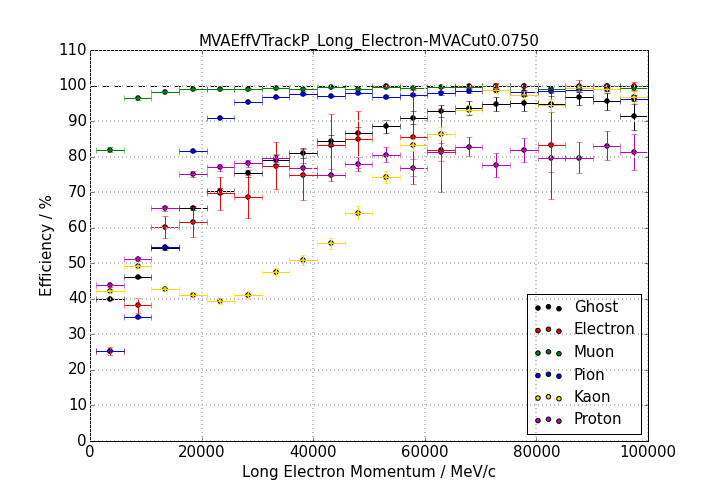 MVAEffVTrackP_Long_Electron-MVACut0.0750
110
100
90
80
70
60
50
40
30
20
10
0
Efficiency / %
0 20000 40000 60000 80000 100000
Long Electron Momentum / MeV/c
Ghost
Electron
Muon
Pion
Kaon
Proton